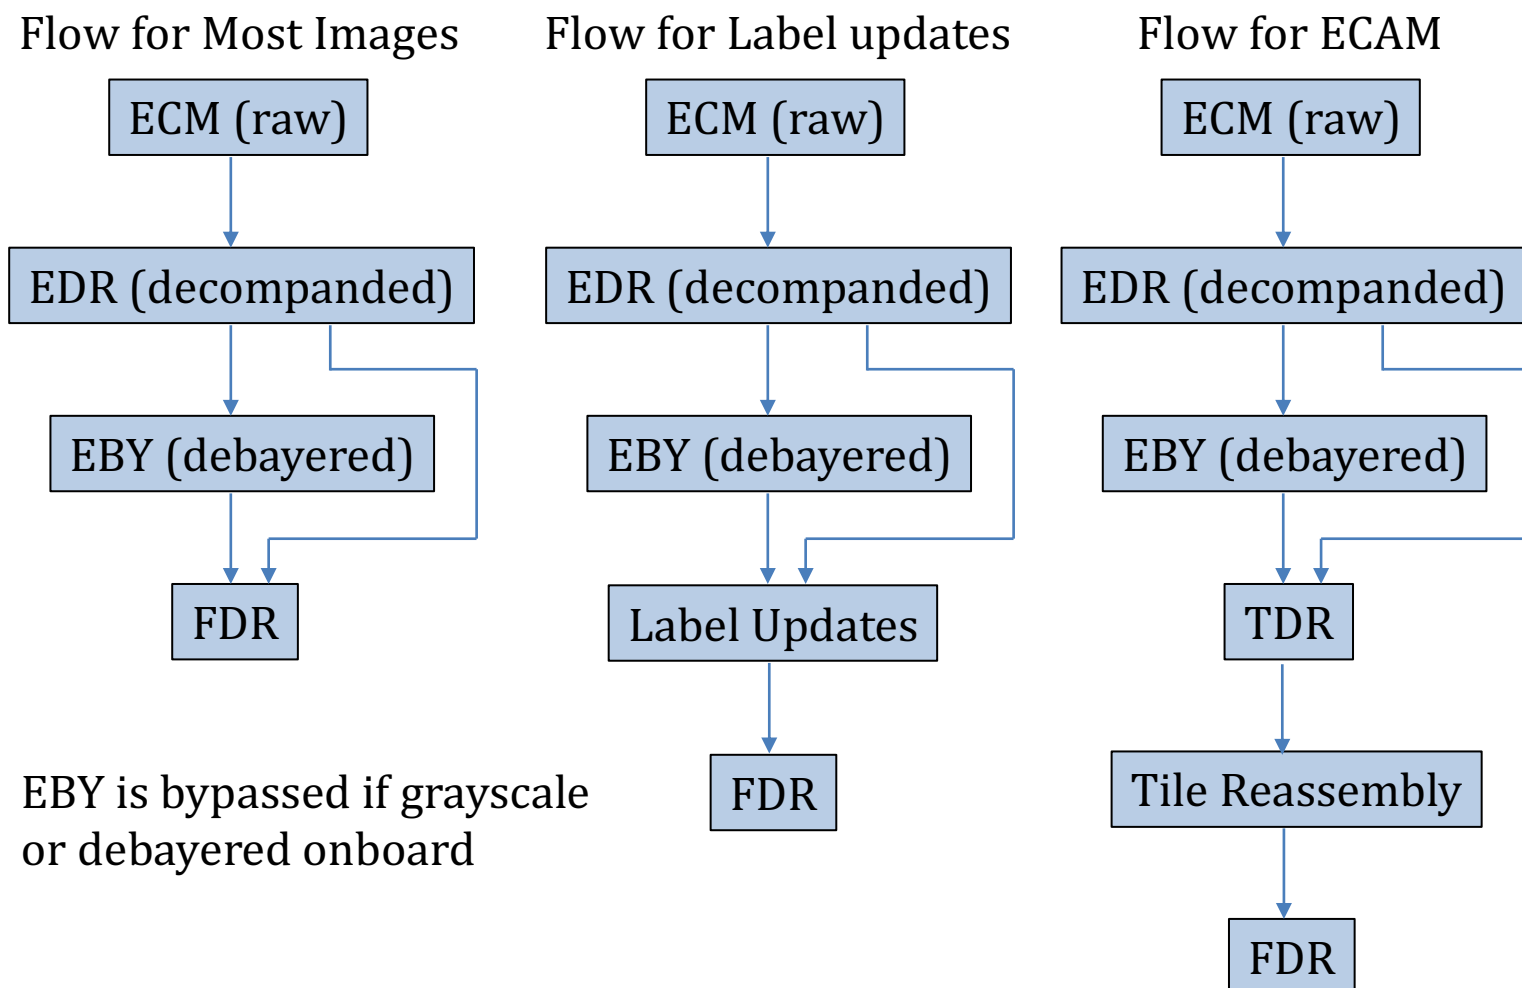 Flow for Most Images
ECM (raw)
EDR (decompanded)
EBY (debayered)
FDR
EBY is bypassed if grayscale
or debayered onboard
Flow for Label updates
ECM (raw)
EDR (decompanded)
EBY (debayered)
Label Updates
FDR
Flow for ECAM
ECM (raw)
EDR (decompanded)
EBY (debayered)
TDR
Tile Reassembly
FDR